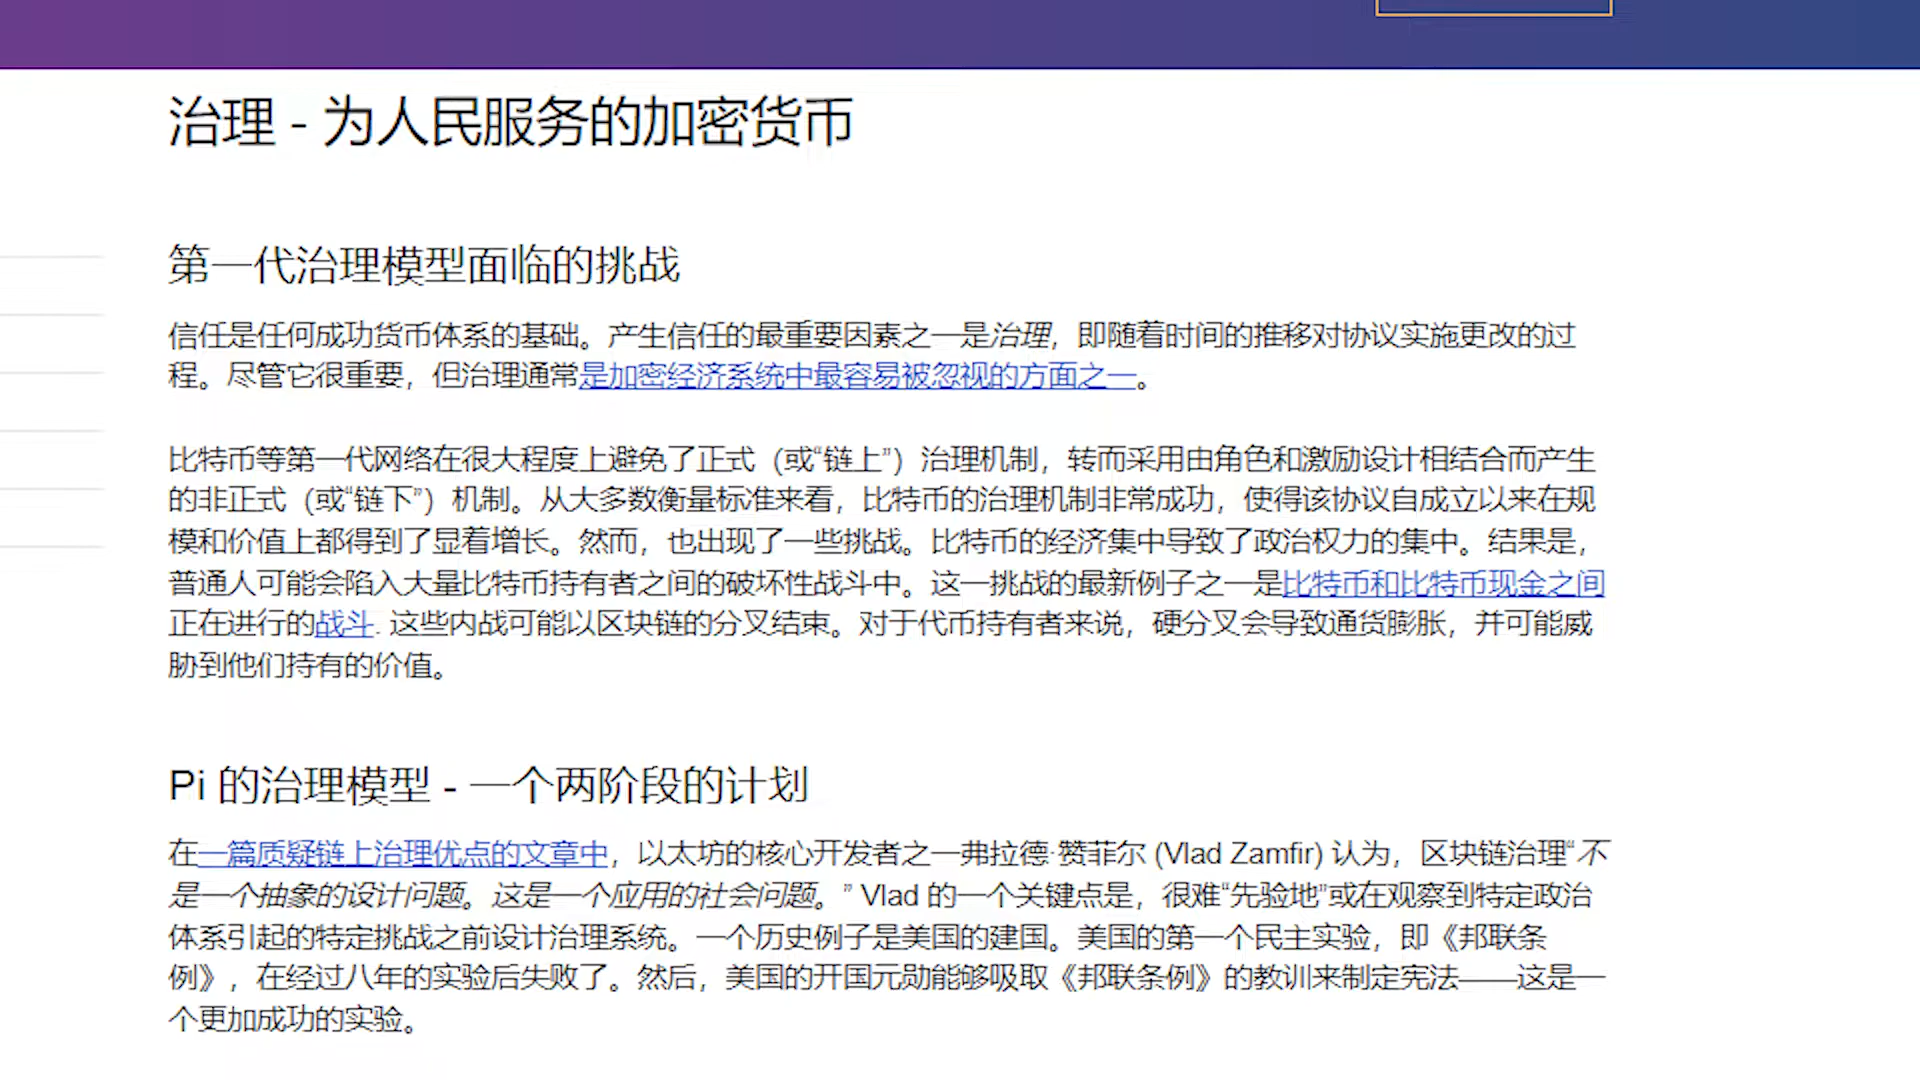 治理 - 为人民服务的加密货币
第一代治理模型面临的挑战
信任是任何成功货币体系的基础。产生信任的最重要因素之一是治理，即随着时间的推移对协议实施更改的过
程。尽管它很重要，但治理通常是加密经济系统中最容易被忽视的方面之一。
比特币等第一代网络在很大程度上避免了正式（或“链上”）治理机制，转而采用由角色和激励设计相结合而产生
的非正式（或“链下”）机制。从大多数衡量标准来看，比特币的治理机制非常成功，使得该协议自成立以来在规
模和价值上都得到了显着增长。然而，也出现了一些挑战。比特币的经济集中导致了政治权力的集中。结果是，
普通人可能会陷入大量比特币持有者之间的破坏性战斗中。这一挑战的最新例子之一是比特币和比特币现金之间
正在进行的战斗. 这些内战可能以区块链的分叉结束。对于代币持有者来说，硬分叉会导致通货膨胀，并可能威
胁到他们持有的价值。
Pi 的治理模型 - 一个两阶段的计划
在一篇质疑链上治理优点的文章中，以太坊的核心开发者之一弗拉德·赞菲尔 (Vlad Zamfir) 认为，区块链治理“不
是一个抽象的设计问题。这是一个应用的社会问题。” Vlad 的一个关键点是，很难“先验地”或在观察到特定政治
体系引起的特定挑战之前设计治理系统。一个历史例子是美国的建国。美国的第一个民主实验，即《邦联条
例》，在经过八年的实验后失败了。然后，美国的开国元勋能够吸取《邦联条例》的教训来制定宪法——这是一
个更加成功的实验。